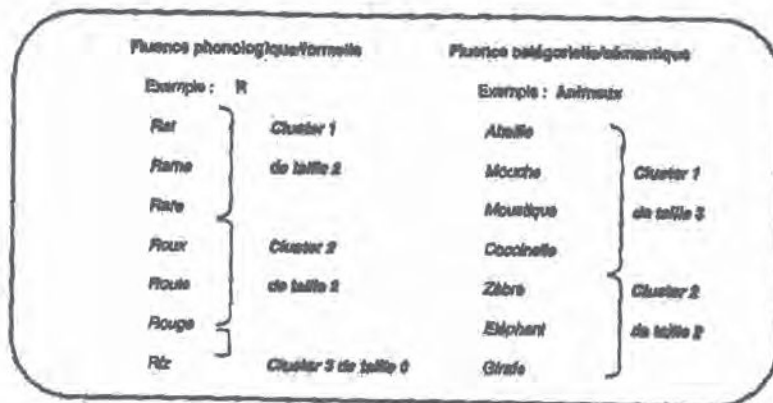 Fluence phonologique/formelle
Exemple : R
Rat
Cluster 1
Rame
de taille 2
Rare
Roux
Cluster 2
Route
de taille 2
Rouge
Riz
Cluster 3 de taille 0
Fluence catégorielle/sémantique
Exemple : Animaux
Abeille
Mouche
Cluster 1
Moustique
de taille 3
Coccinelle
Zèbre
Cluster 2
Eléphant
de taille 2
Girafe